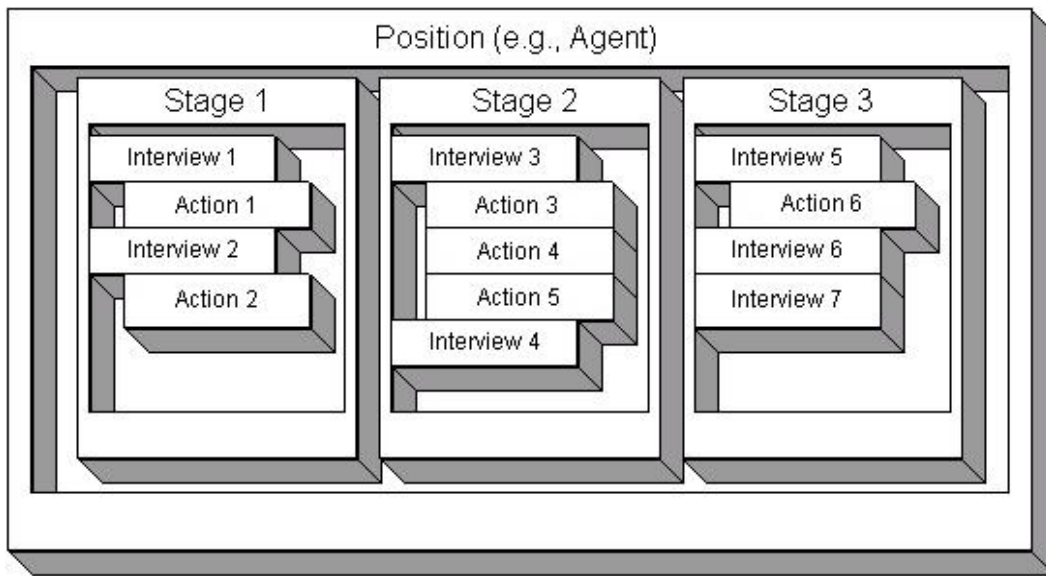 Position (e.g., Agent)
Stage 1
Interview 1
Action 1
Interview 2
Action 2
Stage 2
Interview 3
Action 3
Action 4
Action 5
Interview 4
Stage 3
Interview 5
Action 6
Interview 6
Interview 7